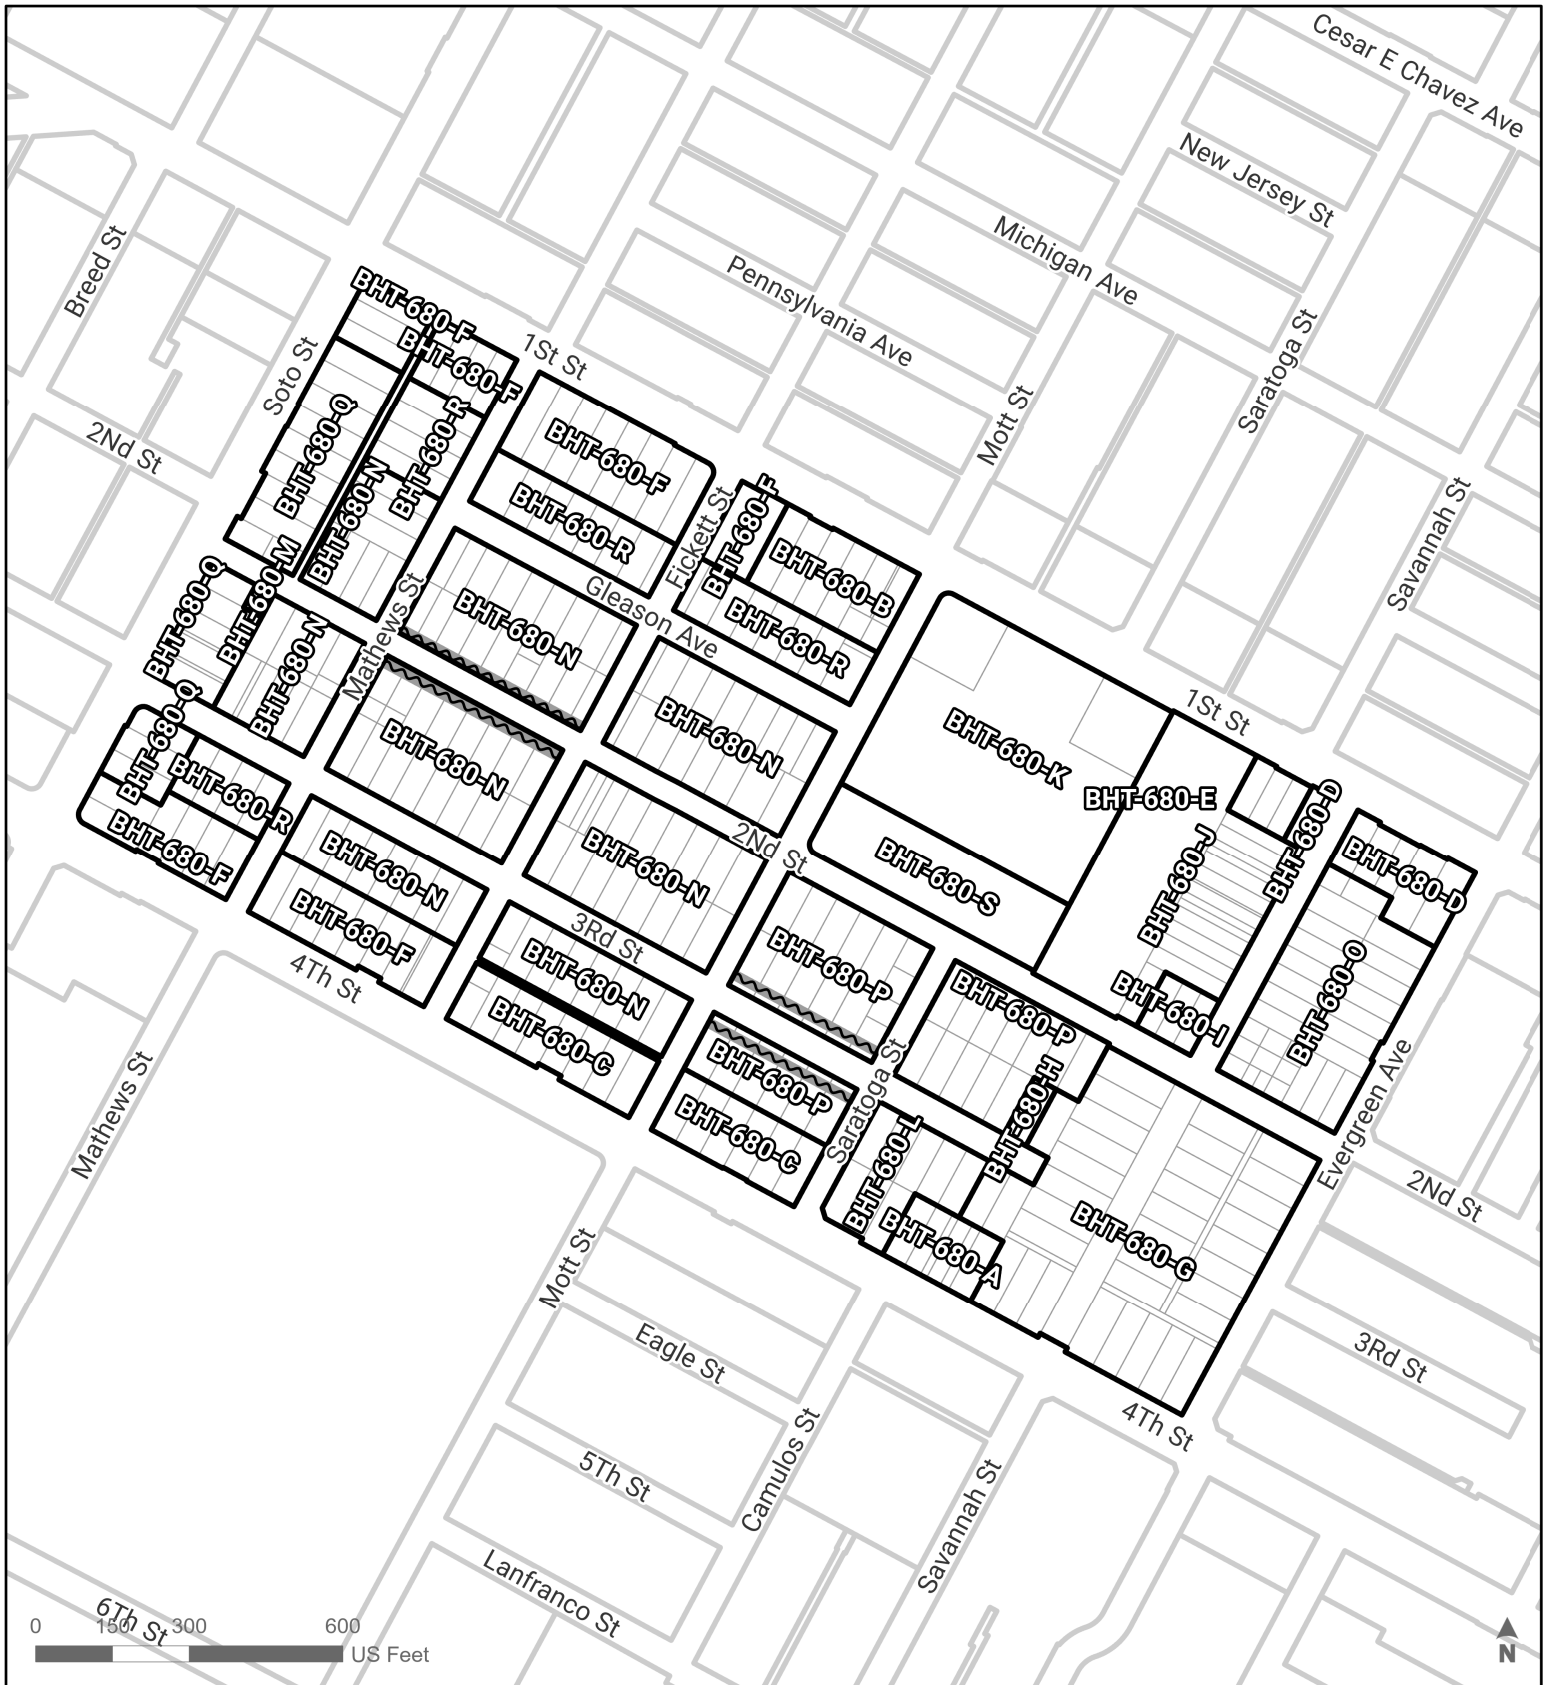 Cesar E Chavez Ave
New Jersey St
Michigan Ave
Breed St
Pennsylvania Ave
BHT-680-F
BHT-680-F
1St St
Soto St
Saratoga St
Mott St
2Nd St
BHT-680-Q
BHT-680-R
BHT-680-F
BHT-680-N
BHT-680-R
Fickett St
BHT-680-F
BHT-680-B
Savannah St
BHT-680-Q
BHT-680-M
BHT-680-N
Mathews St
BHT-680-N
Gleason Ave
BHT-680-R
BHT-680-Q
BHT-680-N
BHT-680-N
BHT-680-K
1St St
BHT-680-E
BHT-680-R
BHT-680-F
BHT-680-N
BHT-680-F
BHT-680-N
2Nd St
BHT-680-S
BHT-680-J
BHT-680-D
BHT-680-D
3Rd St
BHT-680-N
BHT-680-P
BHT-680-O
4Th St
BHT-680-C
BHT-680-P
BHT-680-I
BHT-680-P
BHT-680-C
Saratoga St
BHT-680-H
Mathews St
BHT-680-L
BHT-680-A
BHT-680-G
Evergreen Ave
2Nd St
Mott St
Eagle St
3Rd St
4Th St
5Th St
Camulos St
Savannah St
Lanfranco St
6Th St
0 150 300 600
US Feet
N